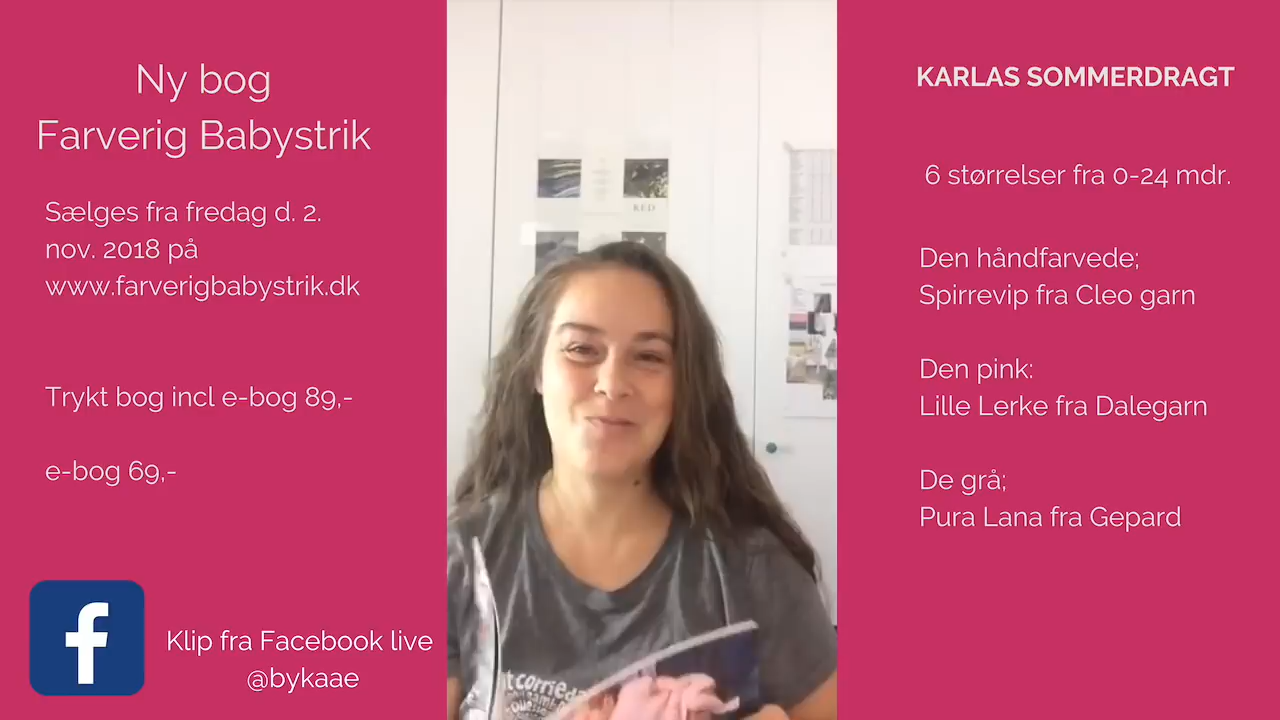 Ny bog
Farverig Babystrik
Sælges fra fredag d. 2.
nov. 2018 på
www.farverigbabystrik.dk
Trykt bog incl e-bog 89,-
e-bog 69,-
Klip fra Facebook live
@bykaae
RED
KARLAS SOMMERDRAGT
6 størrelser fra 0-24 mdr.
Den håndfarvede;
Spirrevip fra Cleo garn
Den pink:
Lille Lerke fra Dalegarn
De grå;
Pura Lana fra Gepard